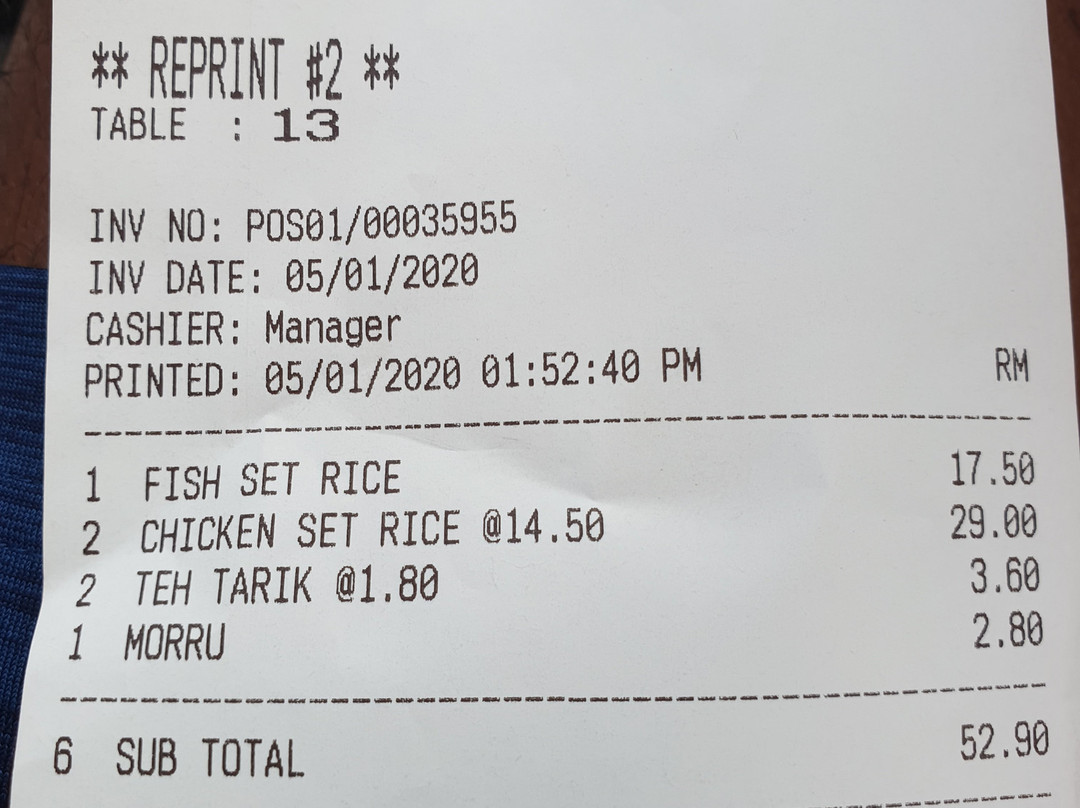 ** REPRINT #2 **
TABLE : 13
INV NO: POS01/00035955
INV DATE: 05/01/2020
CASHIER: Manager
PRINTED: 05/01/2020 01:52:40 PM RM
1 FISH SET RICE 17.50
2 CHICKEN SET RICE @14.50 29.00
2 TEH TARIK @1.80 3.60
1 MORRU 2.80
6 SUB TOTAL 52.90